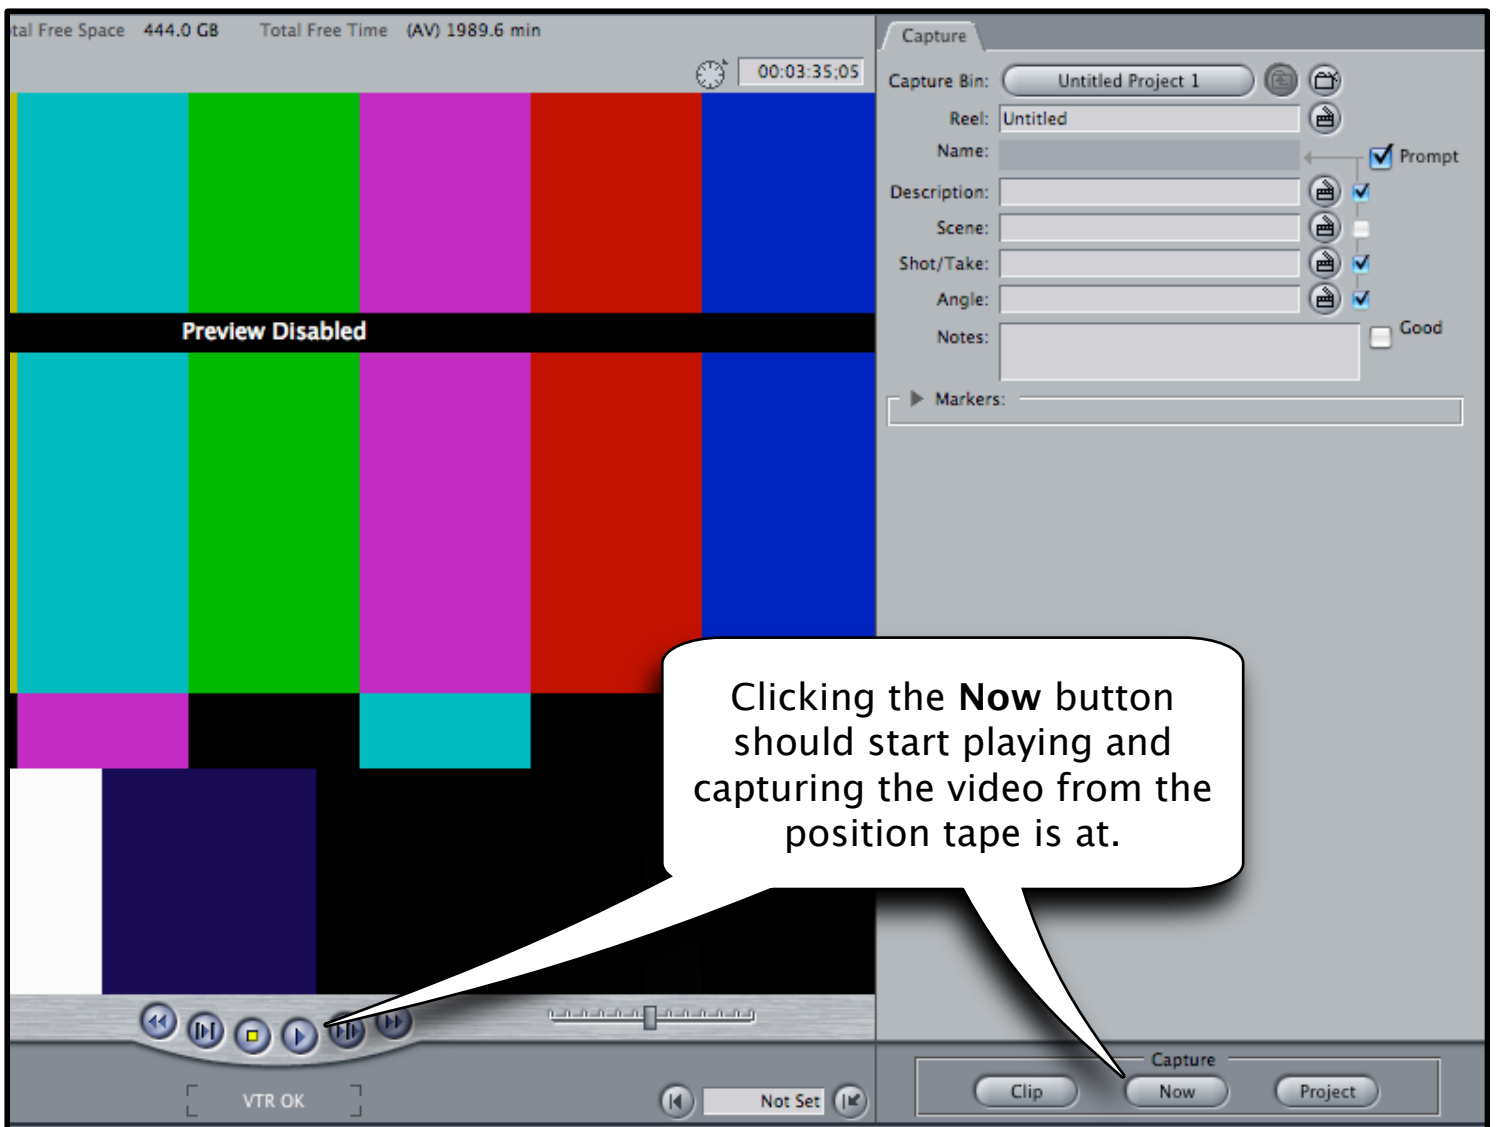 tal Free Space 444.0 GB Total Free Time (AV) 1989.6 min
00:03:35;05
Preview Disabled
VTR OK
Not Set
Capture
Capture Bin: Untitled Project 1
Reel: Untitled
Name:
Prompt
Description:
Scene:
Shot/Take:
Angle:
Notes:
Good
Markers:
Clicking the Now button
should start playing and
capturing the video from the
position tape is at.
Capture
Clip Now Project